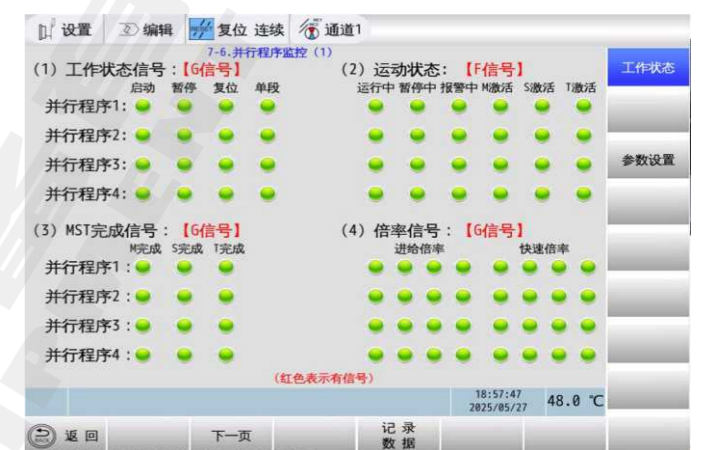 设置 编辑 复位 连续 通道1
7-6.并行程序监控（1）
（1）工作状态信号：【G信号】 （2）运动状态：【F信号】 工作状态
启动 暂停 复位 单段 运行中 暂停中 报警中 M激活 S激活 T激活
并行程序1：
并行程序2：
并行程序3： 参数设置
并行程序4：
（3）MST完成信号：【G信号】 （4）倍率信号：【G信号】
M完成 S完成 T完成 进给倍率 快速倍率
并行程序1：
并行程序2：
并行程序3：
并行程序4：
（红色表示有信号）
18:57:47
2025/05/27 48.0 ℃
返回 下一页 记录
数据